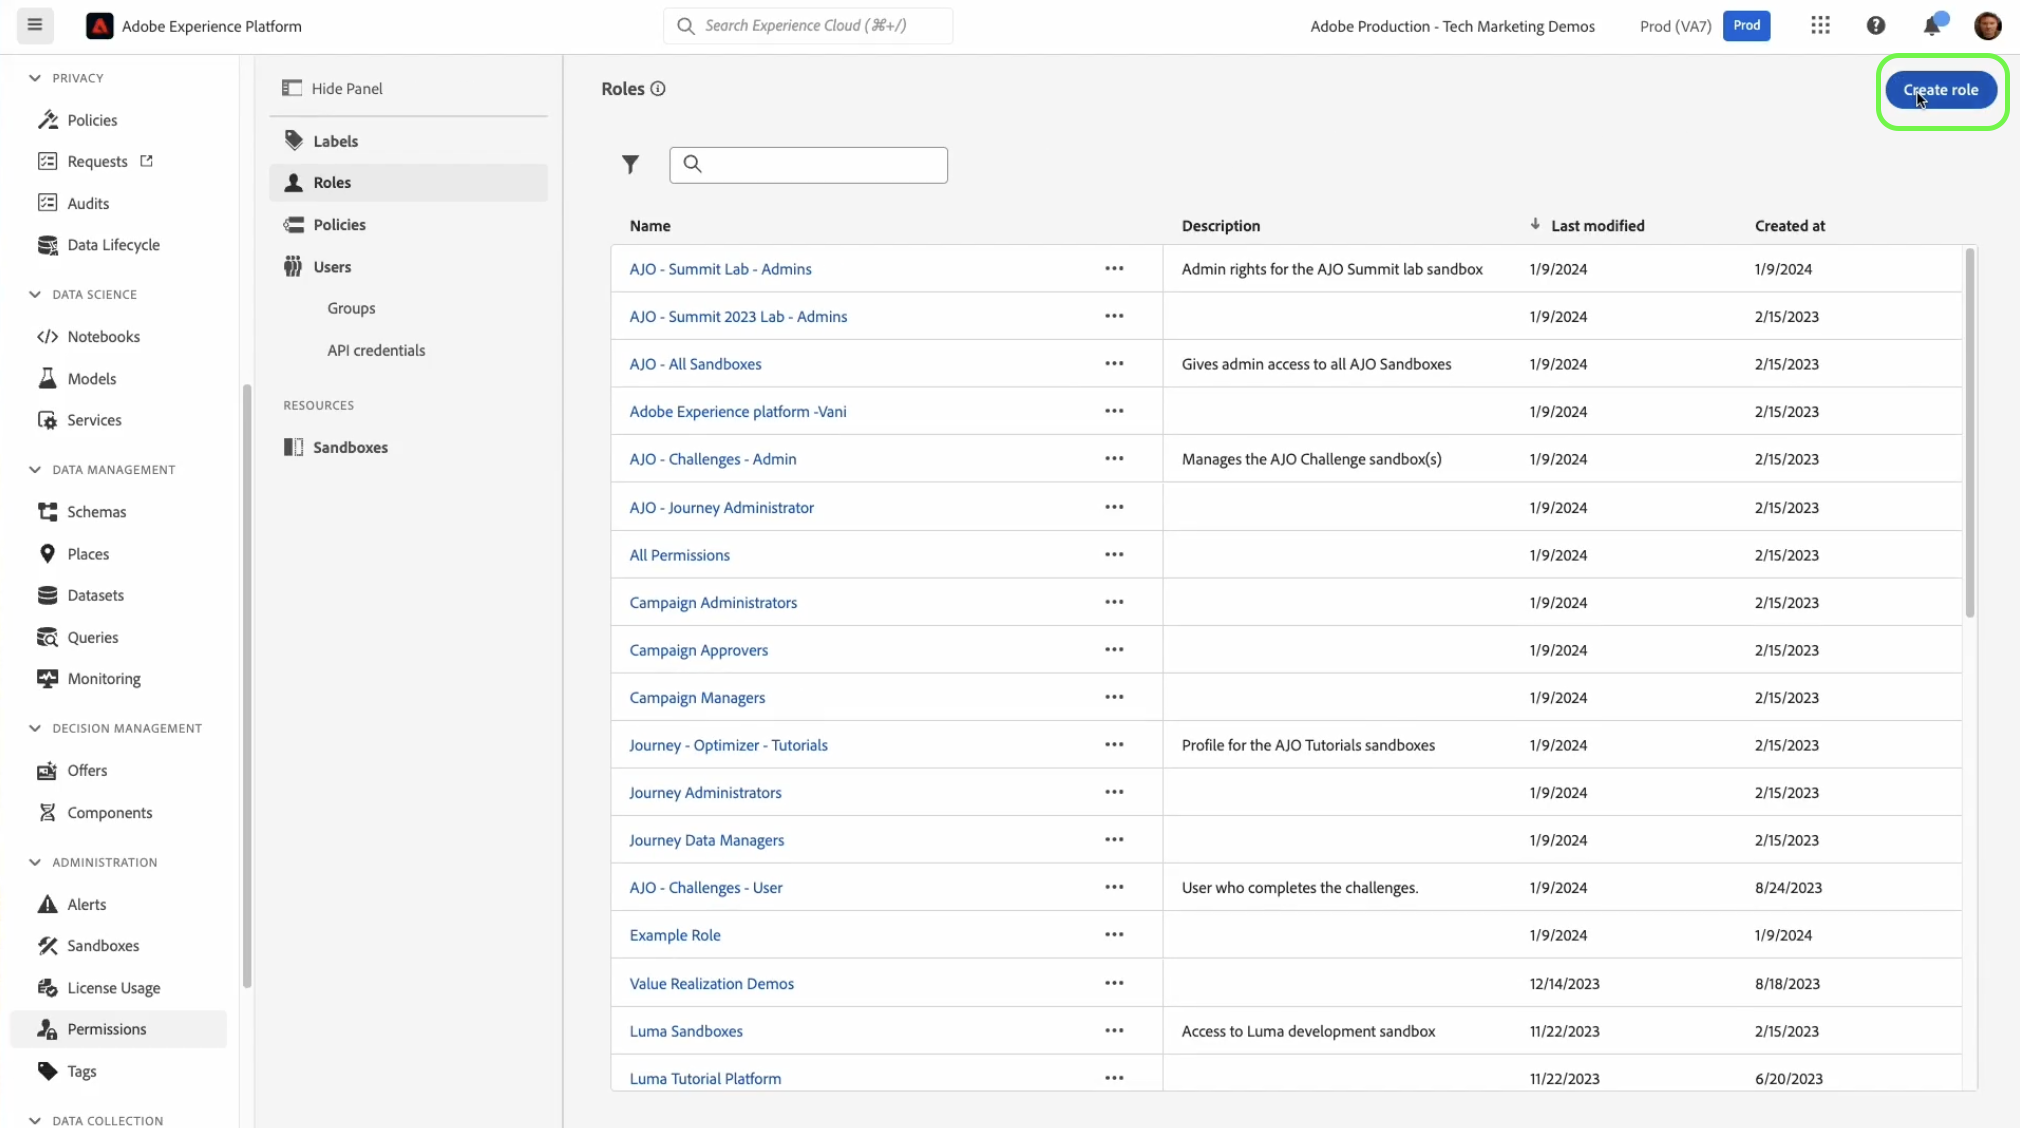 Adobe Experience Platform
Search Experience Cloud (⌘+/)
Adobe Production - Tech Marketing Demos
Prod (VA7)
Prod
PRIVACY
Policies
Requests
Audits
Data Lifecycle
DATA SCIENCE
Notebooks
Models
Services
DATA MANAGEMENT
Schemas
Places
Datasets
Queries
Monitoring
DECISION MANAGEMENT
Offers
Components
ADMINISTRATION
Alerts
Sandboxes
License Usage
Permissions
Tags
DATA COLLECTION
Hide Panel
Labels
Roles
Policies
Users
Groups
API credentials
RESOURCES
Sandboxes
Roles
Create role
Name Description Last modified Created at
AJO - Summit Lab - Admins Admin rights for the AJO Summit lab sandbox 1/9/2024 1/9/2024
AJO - Summit 2023 Lab - Admins 1/9/2024 2/15/2023
AJO - All Sandboxes Gives admin access to all AJO Sandboxes 1/9/2024 2/15/2023
Adobe Experience platform -Vani 1/9/2024 2/15/2023
AJO - Challenges - Admin Manages the AJO Challenge sandbox(s) 1/9/2024 2/15/2023
AJO - Journey Administrator 1/9/2024 2/15/2023
All Permissions 1/9/2024 2/15/2023
Campaign Administrators 1/9/2024 2/15/2023
Campaign Approvers 1/9/2024 2/15/2023
Campaign Managers 1/9/2024 2/15/2023
Journey - Optimizer - Tutorials Profile for the AJO Tutorials sandboxes 1/9/2024 2/15/2023
Journey Administrators 1/9/2024 2/15/2023
Journey Data Managers 1/9/2024 2/15/2023
AJO - Challenges - User User who completes the challenges. 1/9/2024 8/24/2023
Example Role 1/9/2024 1/9/2024
Value Realization Demos 12/14/2023 8/18/2023
Luma Sandboxes Access to Luma development sandbox 11/22/2023 2/15/2023
Luma Tutorial Platform 11/22/2023 6/20/2023